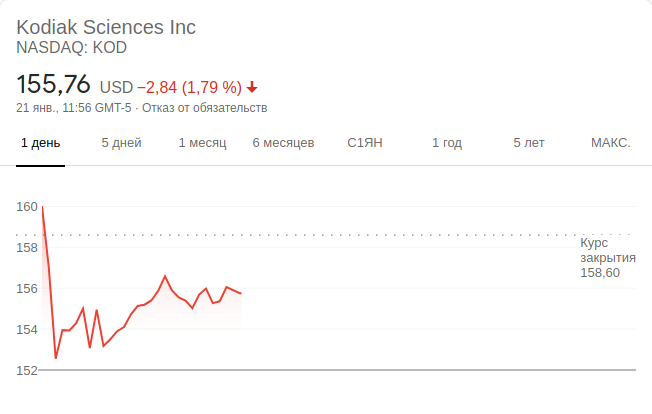 Kodiak Sciences Inc
NASDAQ: KOD
155,76 USD −2,84 (1,79 %)
21 янв., 11:56 GMT-5 · Отказ от обязательств
1 день 5 дней 1 месяц 6 месяцев С1ЯН 1 год 5 лет МАКС.
160
158
156
154
152
Курс
закрытия
158,60